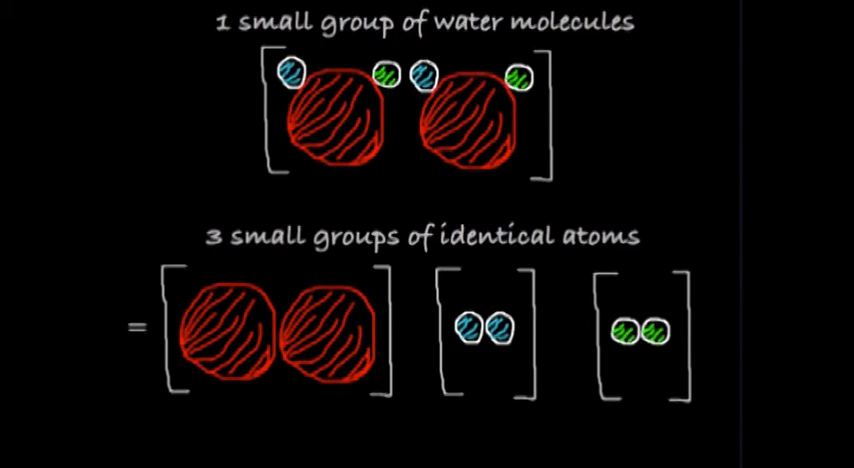 1 small group of water molecules
3 small groups of identical atoms
=